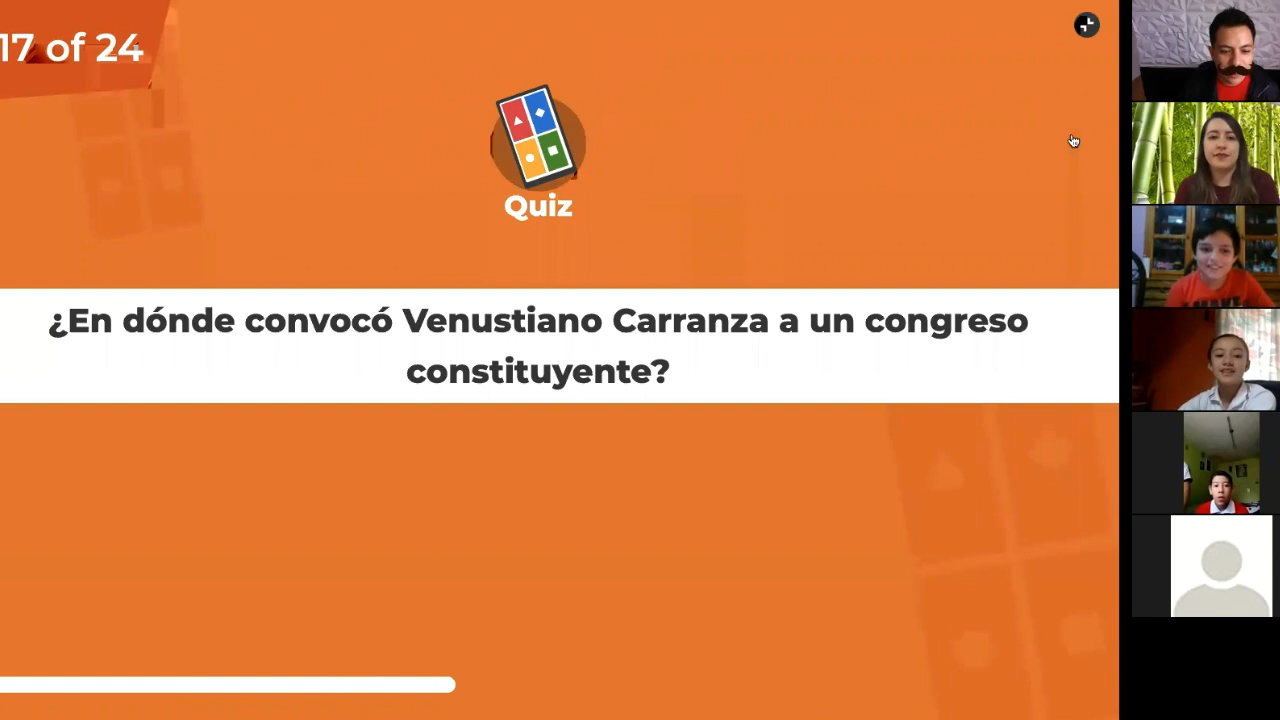 17 of 24
Quiz
¿En dónde convocó Venustiano Carranza a un congreso
constituyente?